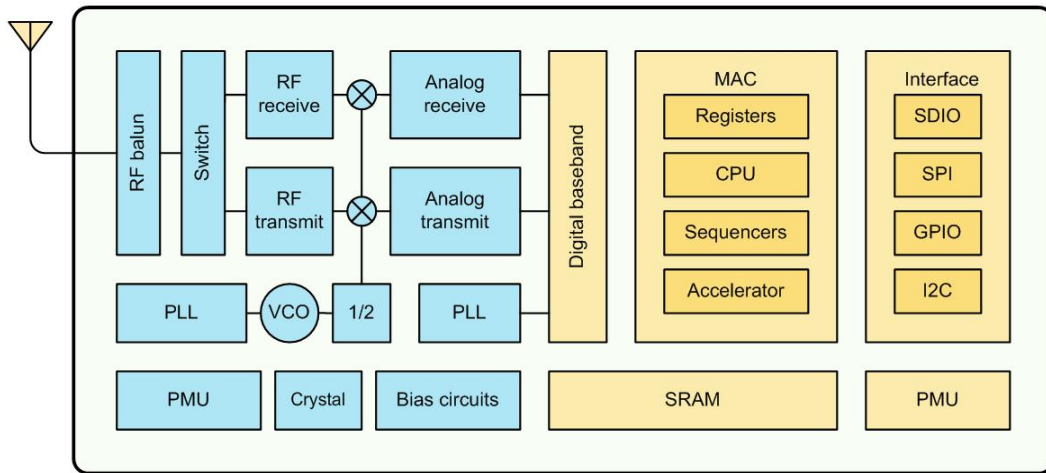 RF balun
Switch
RF
receive
Analog
receive
RF
transmit
Analog
transmit
PLL
VCO
1/2
PLL
Digital baseband
MAC
Registers
CPU
Sequencers
Accelerator
Interface
SDIO
SPI
GPIO
I2C
PMU
Crystal
Bias circuits
SRAM
PMU